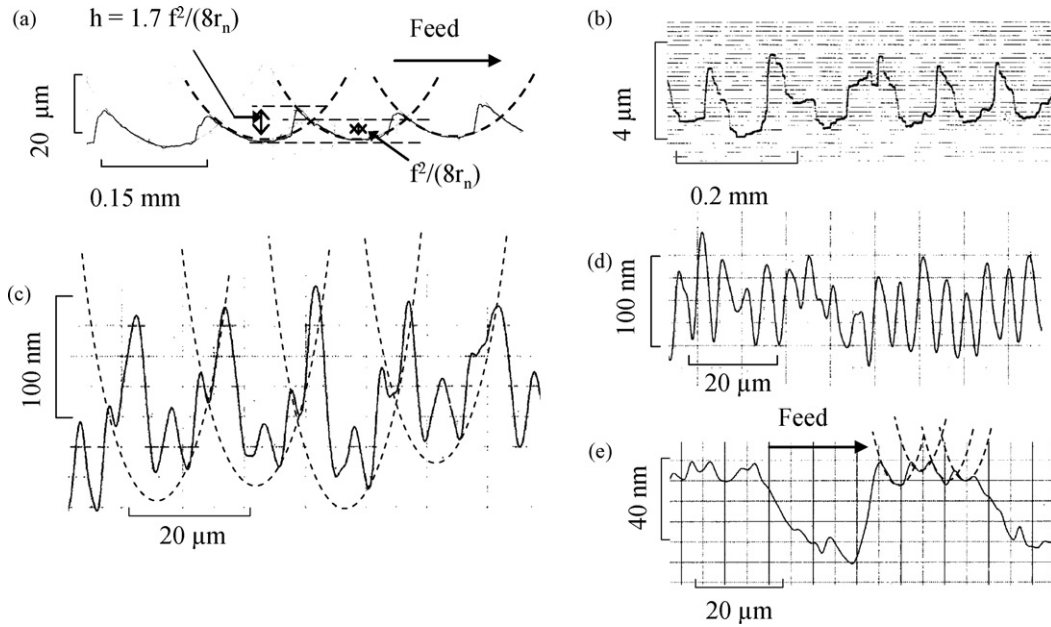 (a)
h = 1.7 f²/(8rₙ)
Feed
20 μm
0.15 mm
f²/(8rₙ)
(b)
4 μm
0.2 mm
(c)
100 nm
20 μm
(d)
100 nm
20 μm
(e)
Feed
40 nm
20 μm